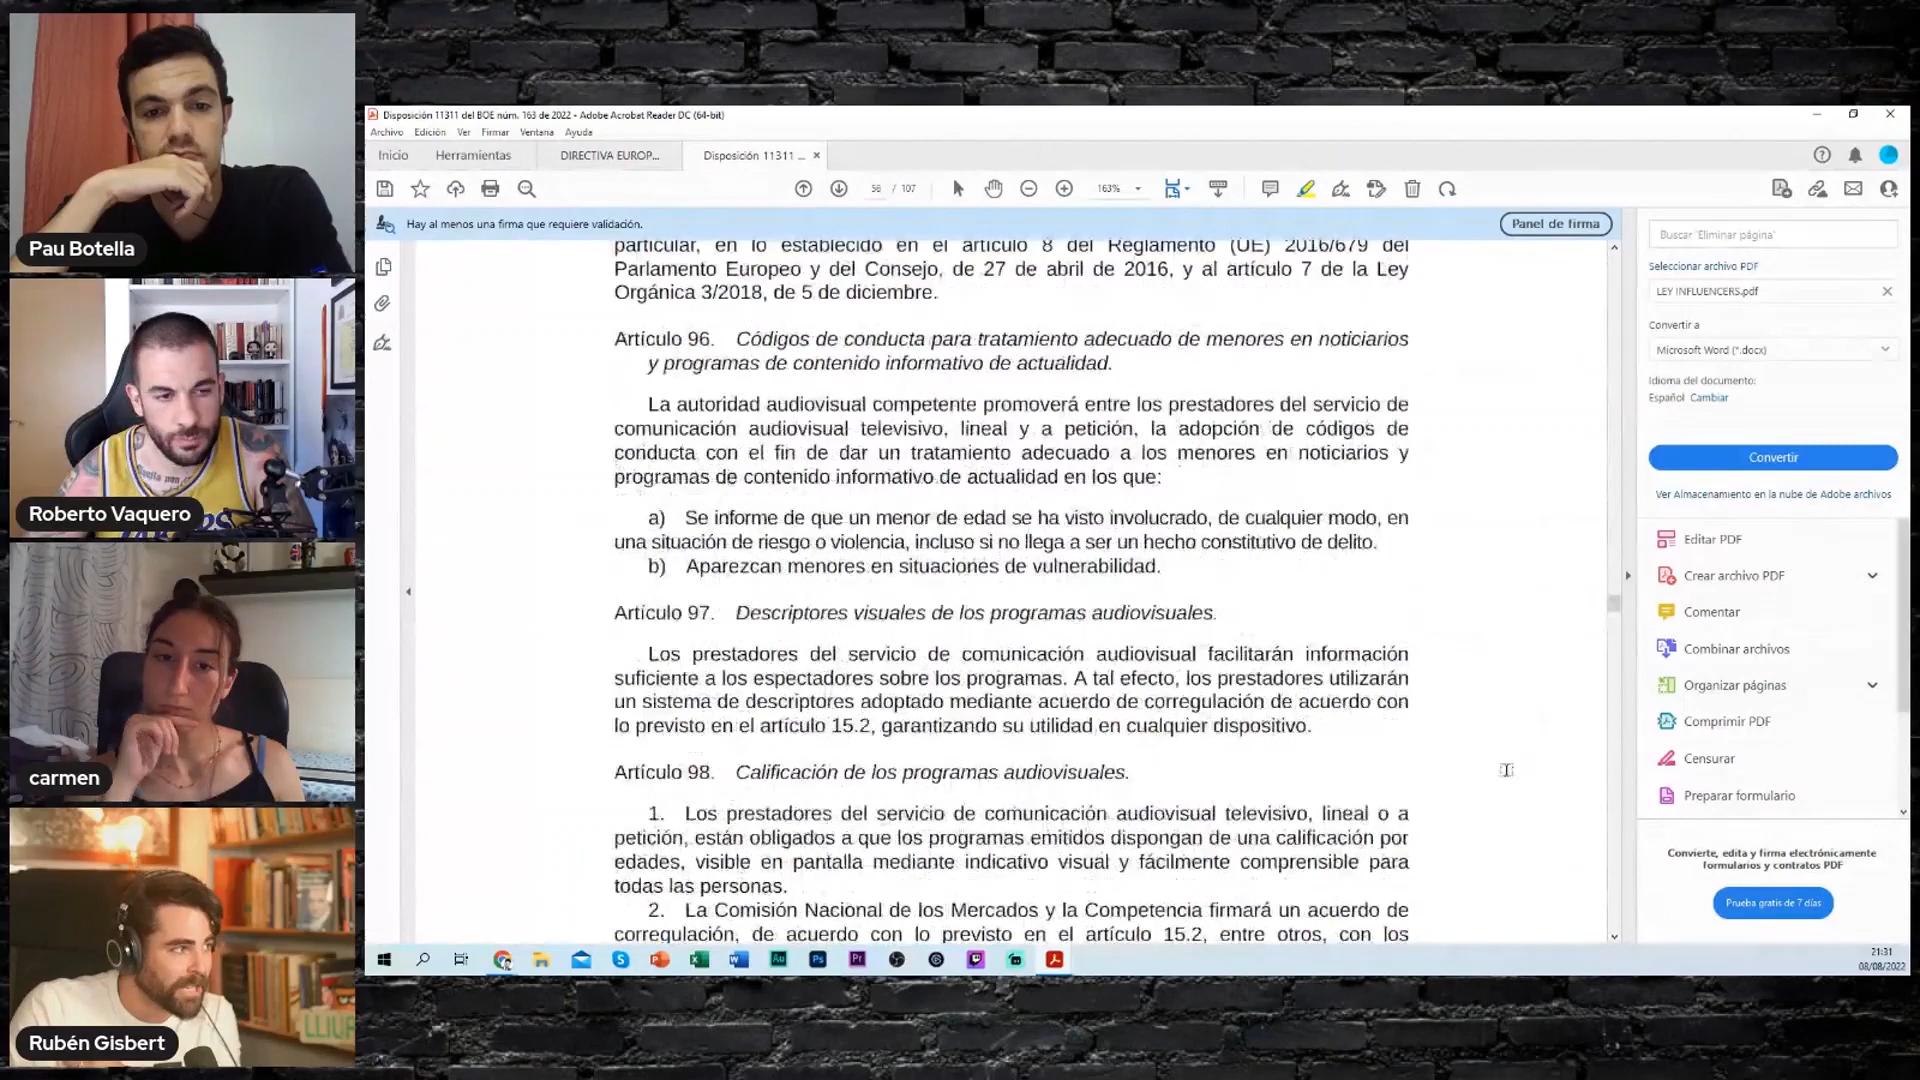 Pau Botella
Roberto Vaquero
carmen
Rubén Gisbert
Disposición 11311 del BOE núm. 163 de 2022 - Adobe Acrobat Reader DC (64-bit)
Archivo Edición Ver Firmar Ventana Ayuda
Inicio Herramientas DIRECTIVA EUROP... Disposición 11311 ...
56 / 107 163%
Hay al menos una firma que requiere validación. Panel de firma
particular, en lo establecido en el artículo 8 del Reglamento (UE) 2016/679 del
Parlamento Europeo y del Consejo, de 27 de abril de 2016, y al artículo 7 de la Ley
Orgánica 3/2018, de 5 de diciembre.
Artículo 96. Códigos de conducta para tratamiento adecuado de menores en noticiarios
y programas de contenido informativo de actualidad.
La autoridad audiovisual competente promoverá entre los prestadores del servicio de
comunicación audiovisual televisivo, lineal y a petición, la adopción de códigos de
conducta con el fin de dar un tratamiento adecuado a los menores en noticiarios y
programas de contenido informativo de actualidad en los que:
a) Se informe de que un menor de edad se ha visto involucrado, de cualquier modo, en
una situación de riesgo o violencia, incluso si no llega a ser un hecho constitutivo de delito.
b) Aparezcan menores en situaciones de vulnerabilidad.
Artículo 97. Descriptores visuales de los programas audiovisuales.
Los prestadores del servicio de comunicación audiovisual facilitarán información
suficiente a los espectadores sobre los programas. A tal efecto, los prestadores utilizarán
un sistema de descriptores adoptado mediante acuerdo de corregulación de acuerdo con
lo previsto en el artículo 15.2, garantizando su utilidad en cualquier dispositivo.
Artículo 98. Calificación de los programas audiovisuales.
1. Los prestadores del servicio de comunicación audiovisual televisivo, lineal o a
petición, están obligados a que los programas emitidos dispongan de una calificación por
edades, visible en pantalla mediante indicativo visual y fácilmente comprensible para
todas las personas.
2. La Comisión Nacional de los Mercados y la Competencia firmará un acuerdo de
corregulación, de acuerdo con lo previsto en el artículo 15.2, entre otros, con los
Buscar 'Eliminar página'
Seleccionar archivo PDF
LEY INFLUENCERS.pdf
Convertir a
Microsoft Word (*.docx)
Idioma del documento:
Español Cambiar
Convertir
Ver Almacenamiento en la nube de Adobe archivos
Editar PDF
Crear archivo PDF
Comentar
Combinar archivos
Organizar páginas
Comprimir PDF
Censurar
Preparar formulario
Convierte, edita y firma electrónicamente
formularios y contratos PDF
Prueba gratis de 7 días
21:31
08/08/2022